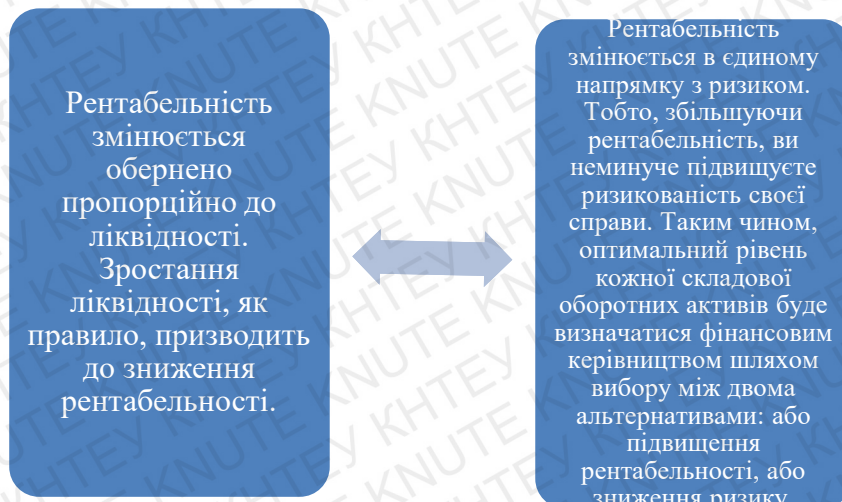 Рентабельність
змінюється
обернено
пропорційно до
ліквідності.
Зростання
ліквідності, як
правило, призводить
до зниження
рентабельності.
Рентабельність
змінюється в єдиному
напрямку з ризиком.
Тобто, збільшуючи
рентабельність, ви
неминуче підвищуєте
ризикованість своєї
справи. Таким чином,
оптимальний рівень
кожної складової
оборотних активів буде
визначатися фінансовим
керівництвом шляхом
вибору між двома
альтернативами: або
підвищення
рентабельності, або
зниження ризику.